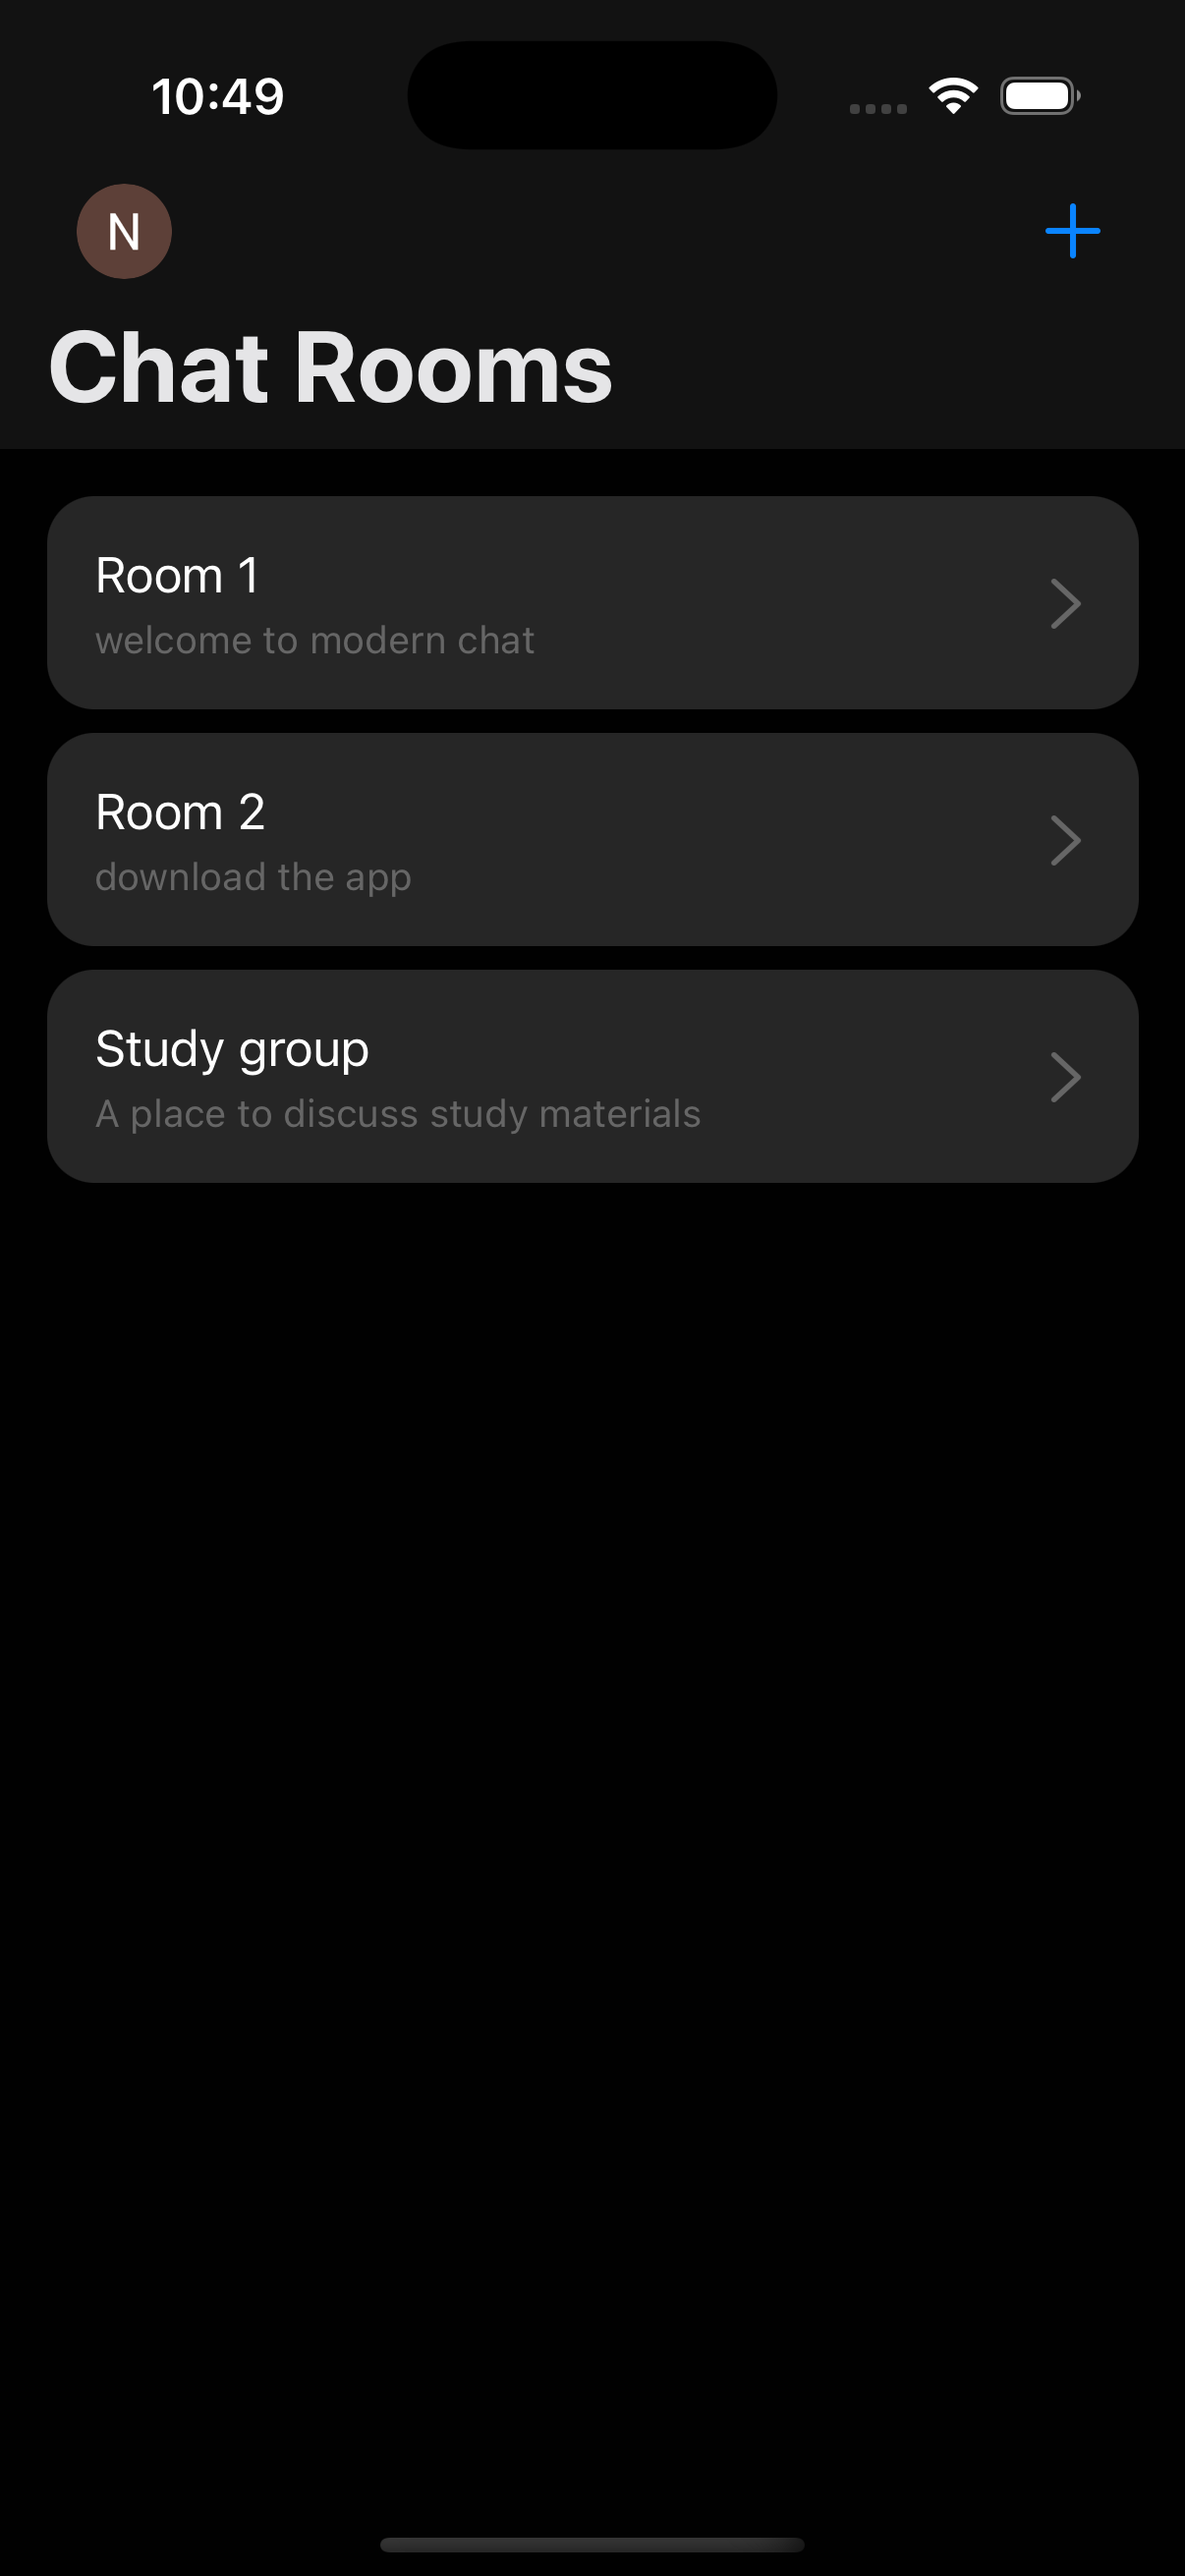 10:49
N
Chat Rooms
Room 1
welcome to modern chat
Room 2
download the app
Study group
A place to discuss study materials